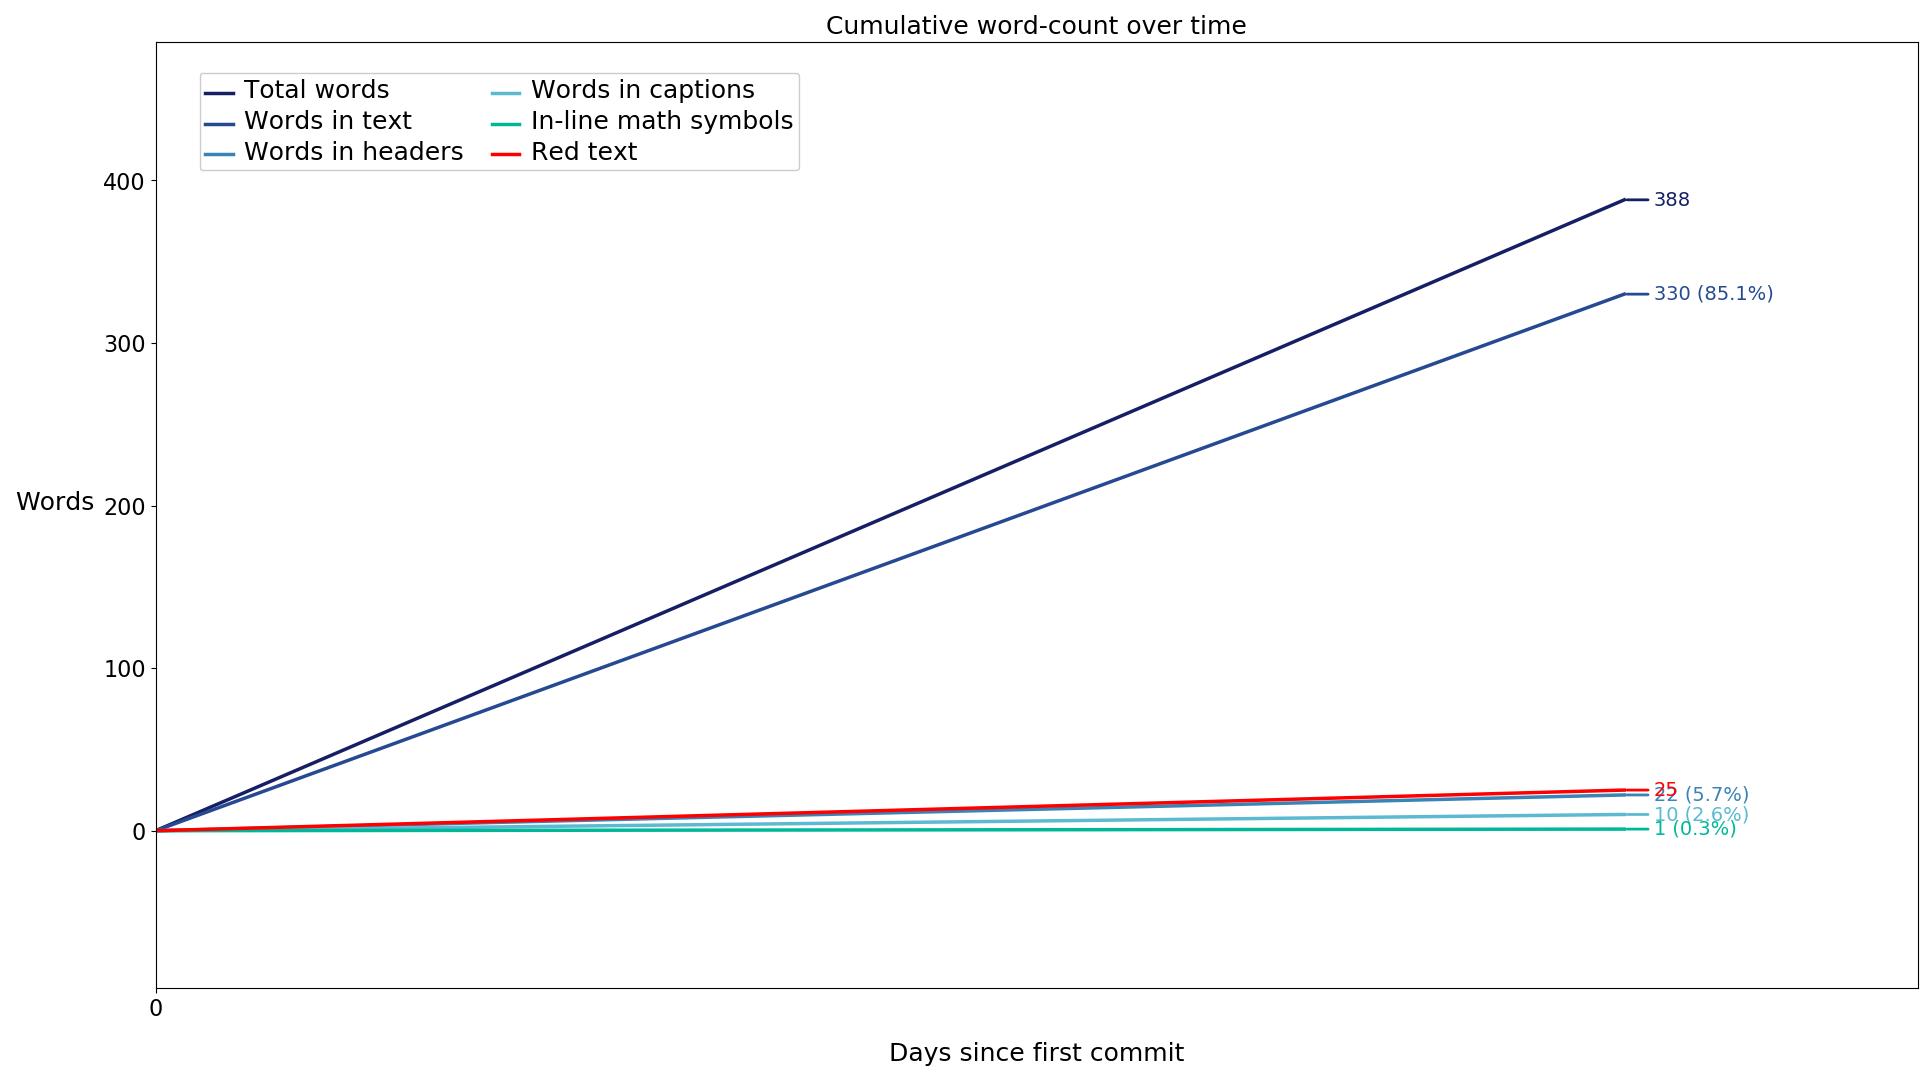 Cumulative word-count over time
Total words
Words in text
Words in headers
Words in captions
In-line math symbols
Red text
400
300
200
100
0
Words
388
330 (85.1%)
25
22 (5.7%)
10 (2.6%)
1 (0.3%)
0
Days since first commit